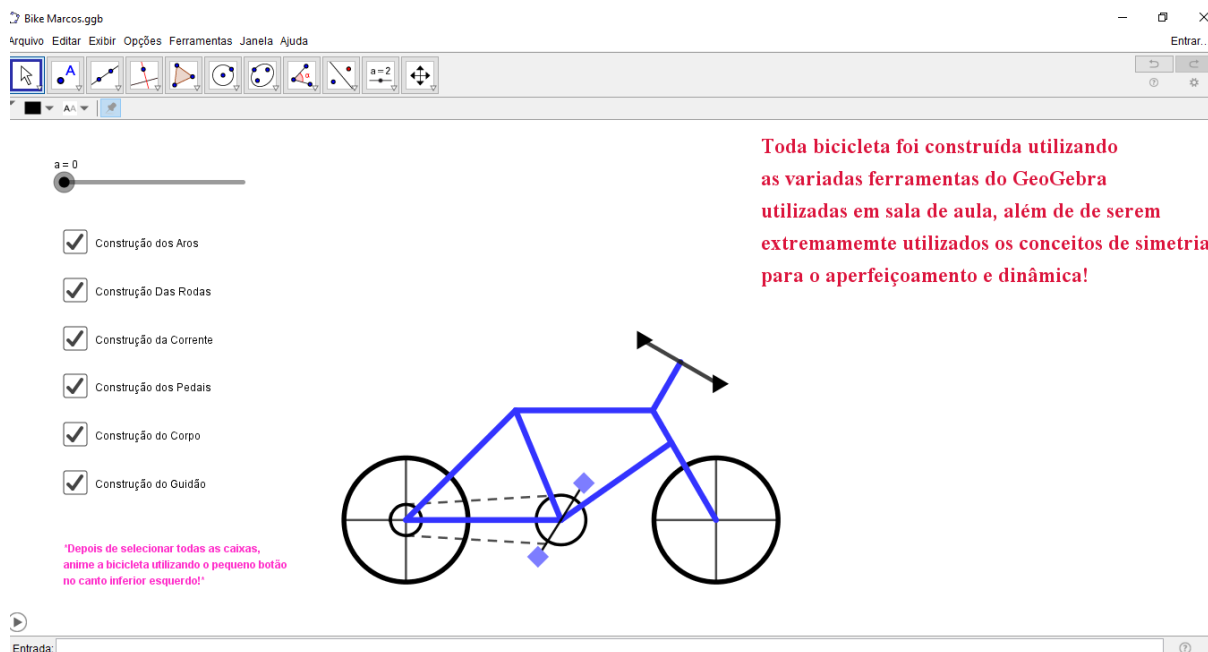 Bike Marcos.ggb
Arquivo Editar Exibir Opções Ferramentas Janela Ajuda
Entrar...
A
α
a=2
AA
a = 0
Toda bicicleta foi construída utilizando
as variadas ferramentas do GeoGebra
utilizadas em sala de aula, além de de serem
extremamemte utilizados os conceitos de simetria
para o aperfeiçoamento e dinâmica!
Construção dos Aros
Construção Das Rodas
Construção da Corrente
Construção dos Pedais
Construção do Corpo
Construção do Guidão
*Depois de selecionar todas as caixas,
anime a bicicleta utilizando o pequeno botão
no canto inferior esquerdo!*
Entrada: